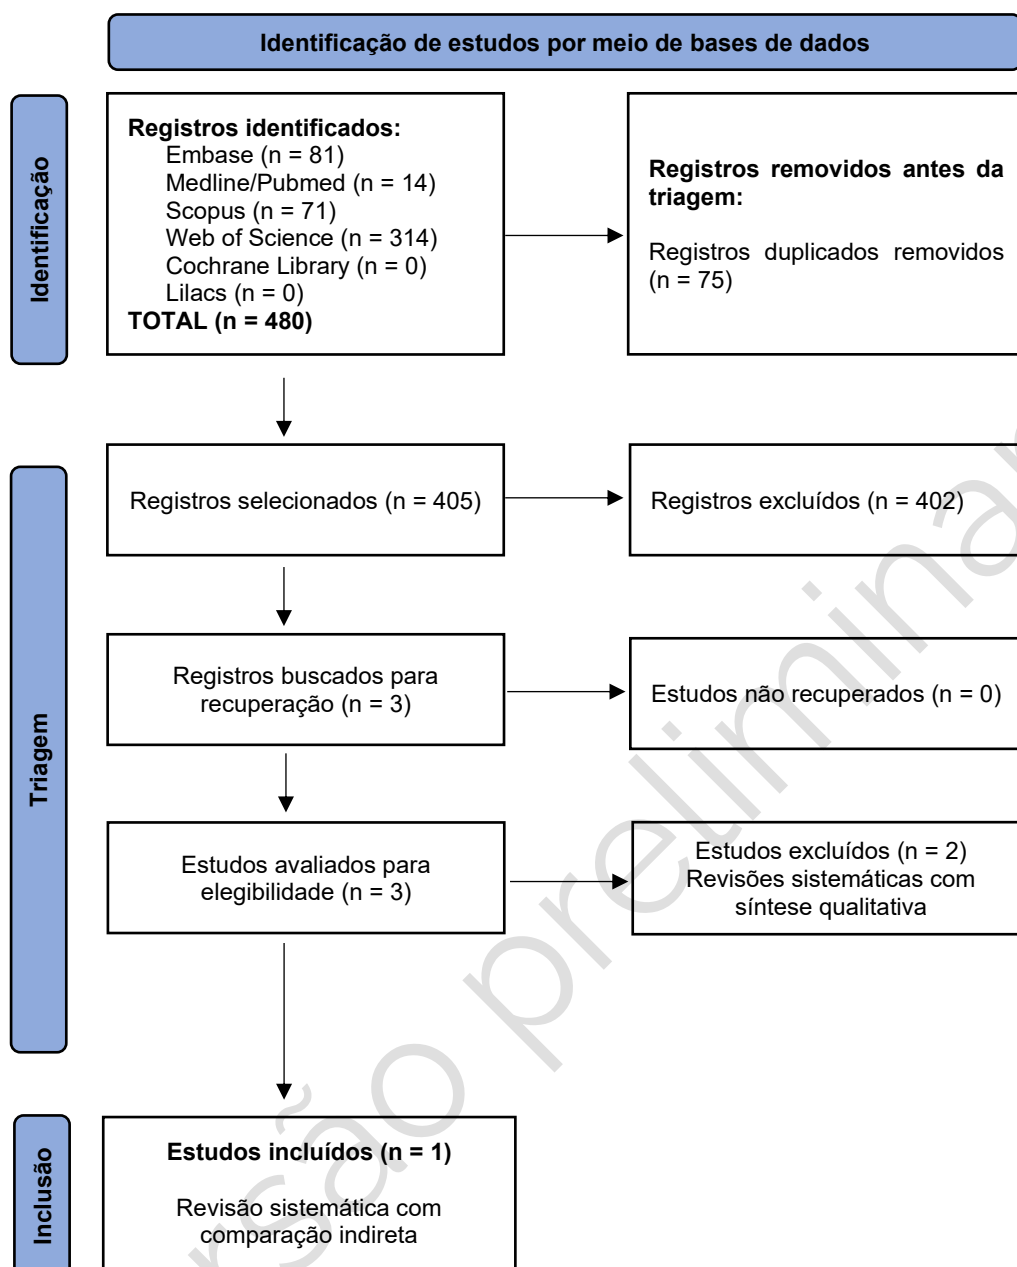 Identificação de estudos por meio de bases de dados
Identificação
Registros identificados:
Embase (n = 81)
Medline/Pubmed (n = 14)
Scopus (n = 71)
Web of Science (n = 314)
Cochrane Library (n = 0)
Lilacs (n = 0)
TOTAL (n = 480)
Registros removidos antes da
triagem:
Registros duplicados removidos
(n = 75)
Triagem
Registros selecionados (n = 405)
Registros excluídos (n = 402)
Registros buscados para
recuperação (n = 3)
Estudos não recuperados (n = 0)
Estudos avaliados para
elegibilidade (n = 3)
Estudos excluídos (n = 2)
Revisões sistemáticas com
síntese qualitativa
Inclusão
Estudos incluídos (n = 1)
Revisão sistemática com
comparação indireta
rsão preliminar